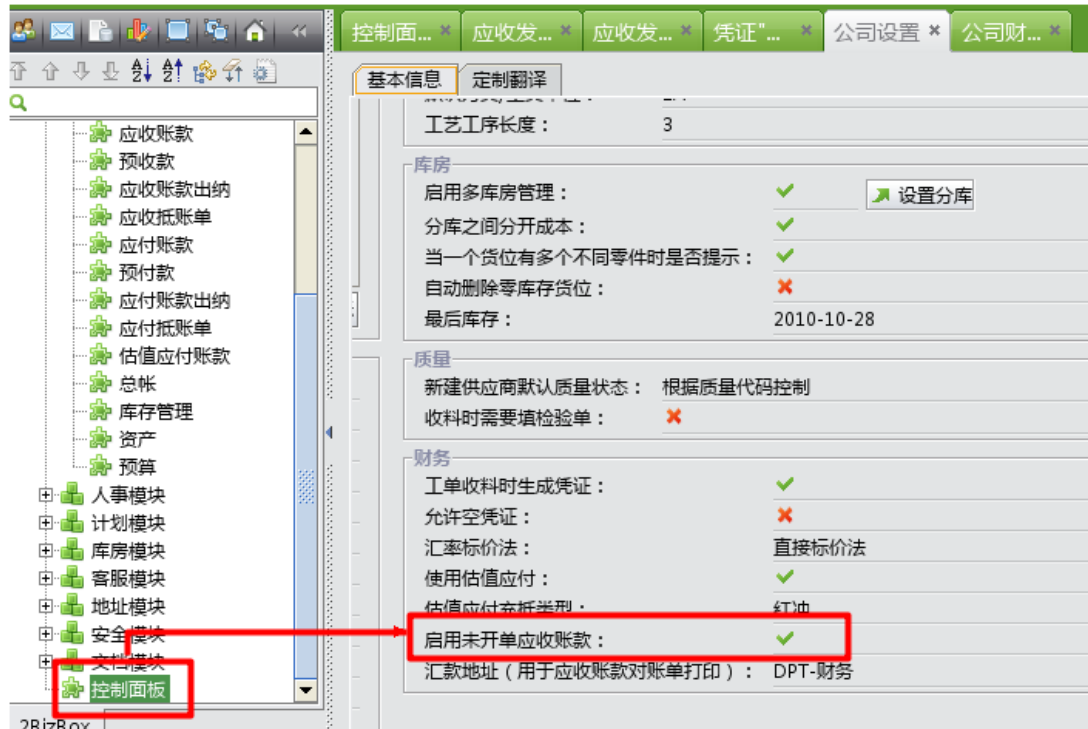 控制面...
应收发...
应收发...
凭证"...
公司设置
公司财...
基本信息
定制翻译
应收账款
预收款
应收账款出纳
应收抵账单
应付账款
预付款
应付账款出纳
应付抵账单
估值应付账款
总帐
库存管理
资产
预算
人事模块
计划模块
库房模块
客服模块
地址模块
安全模块
文档模块
控制面板
2BizBox
工艺工序长度： 3
库房
启用多库房管理：
设置分库
分库之间分开成本：
当一个货位有多个不同零件时是否提示：
自动删除零库存货位：
最后库存： 2010-10-28
质量
新建供应商默认质量状态： 根据质量代码控制
收料时需要填检验单：
财务
工单收料时生成凭证：
允许空凭证：
汇率标价法： 直接标价法
使用估值应付：
估值应付充抵类型： 红冲
启用未开单应收账款：
汇款地址（用于应收账款对账单打印）： DPT-财务